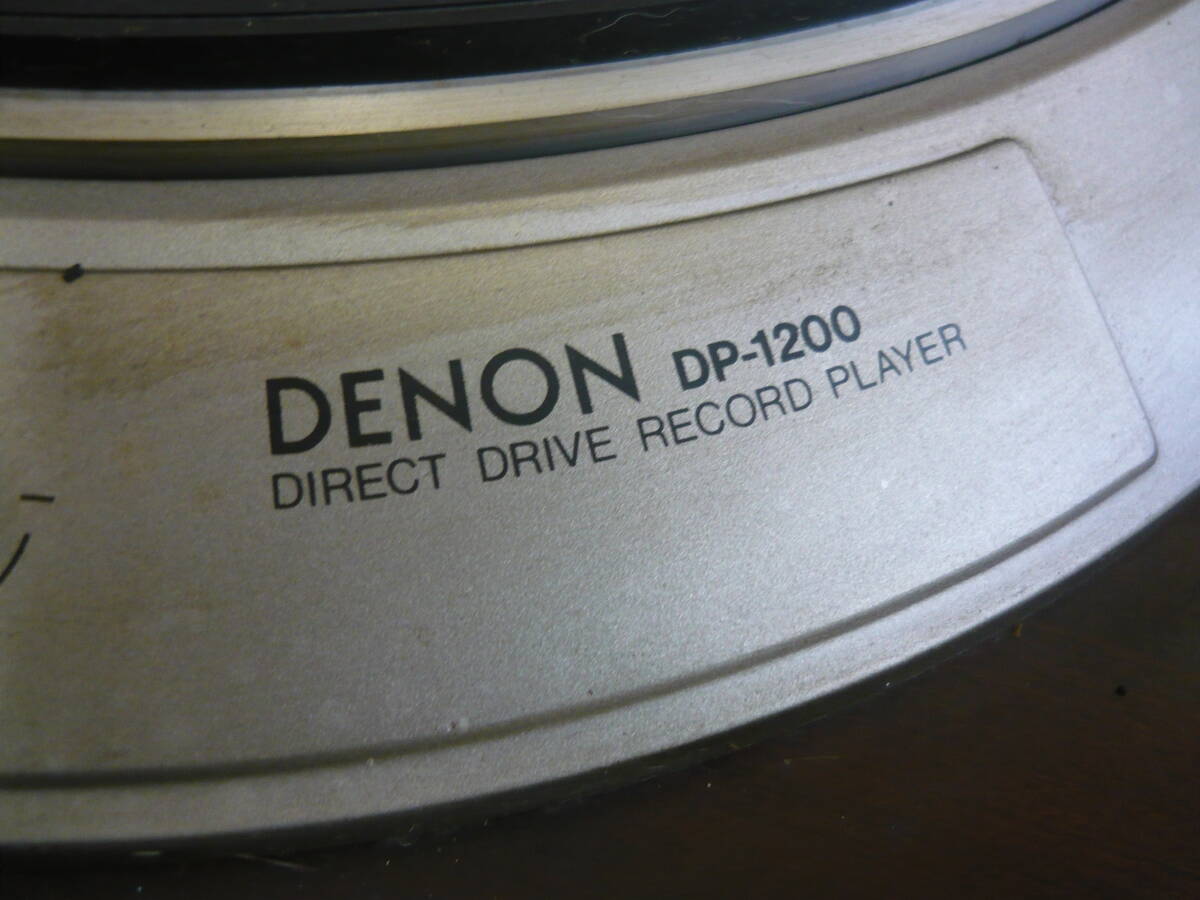 DENON DP-1200
DIRECT DRIVE RECORD PLAYER